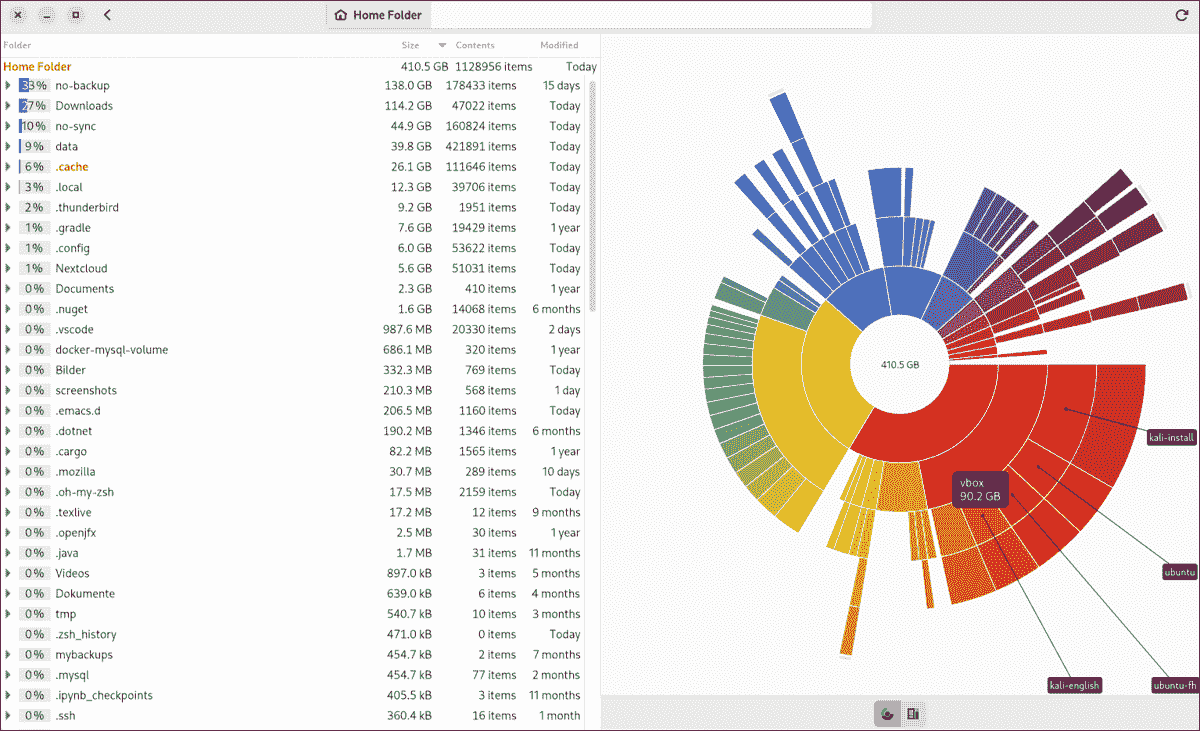 Home Folder
Folder Size Contents Modified
Home Folder 410.5 GB 1128956 items Today
33% no-backup 138.0 GB 178433 items 15 days
27% Downloads 114.2 GB 47022 items Today
10% no-sync 44.9 GB 160824 items Today
9% data 39.8 GB 421891 items Today
6% .cache 26.1 GB 111646 items Today
3% .local 12.3 GB 39706 items Today
2% .thunderbird 9.2 GB 1951 items Today
1% .gradle 7.6 GB 19429 items 1 year
1% .config 6.0 GB 53622 items Today
1% Nextcloud 5.6 GB 51031 items Today
0% Documents 2.3 GB 410 items 1 year
0% .nuget 1.6 GB 14068 items 6 months
0% .vscode 987.6 MB 20330 items 2 days
0% docker-mysql-volume 686.1 MB 320 items 1 year
0% Bilder 332.3 MB 769 items Today
0% screenshots 210.3 MB 568 items 1 day
0% .emacs.d 206.5 MB 1160 items Today
0% .dotnet 190.2 MB 1346 items 6 months
0% .cargo 82.2 MB 1565 items 1 year
0% .mozilla 30.7 MB 289 items 10 days
0% .oh-my-zsh 17.5 MB 2159 items Today
0% .texlive 17.2 MB 12 items 9 months
0% .openjfx 2.5 MB 30 items 1 year
0% .java 1.7 MB 31 items 11 months
0% Videos 897.0 kB 3 items 5 months
0% Dokumente 639.0 kB 6 items 4 months
0% tmp 540.7 kB 10 items 3 months
0% .zsh_history 471.0 kB 0 items Today
0% mybackups 454.7 kB 2 items 7 months
0% .mysql 454.7 kB 77 items 2 months
0% .ipynb_checkpoints 405.5 kB 3 items 11 months
0% .ssh 360.4 kB 16 items 1 month
410.5 GB
kali-install
vbox
90.2 GB
ubuntu
kali-english
ubuntu-fh